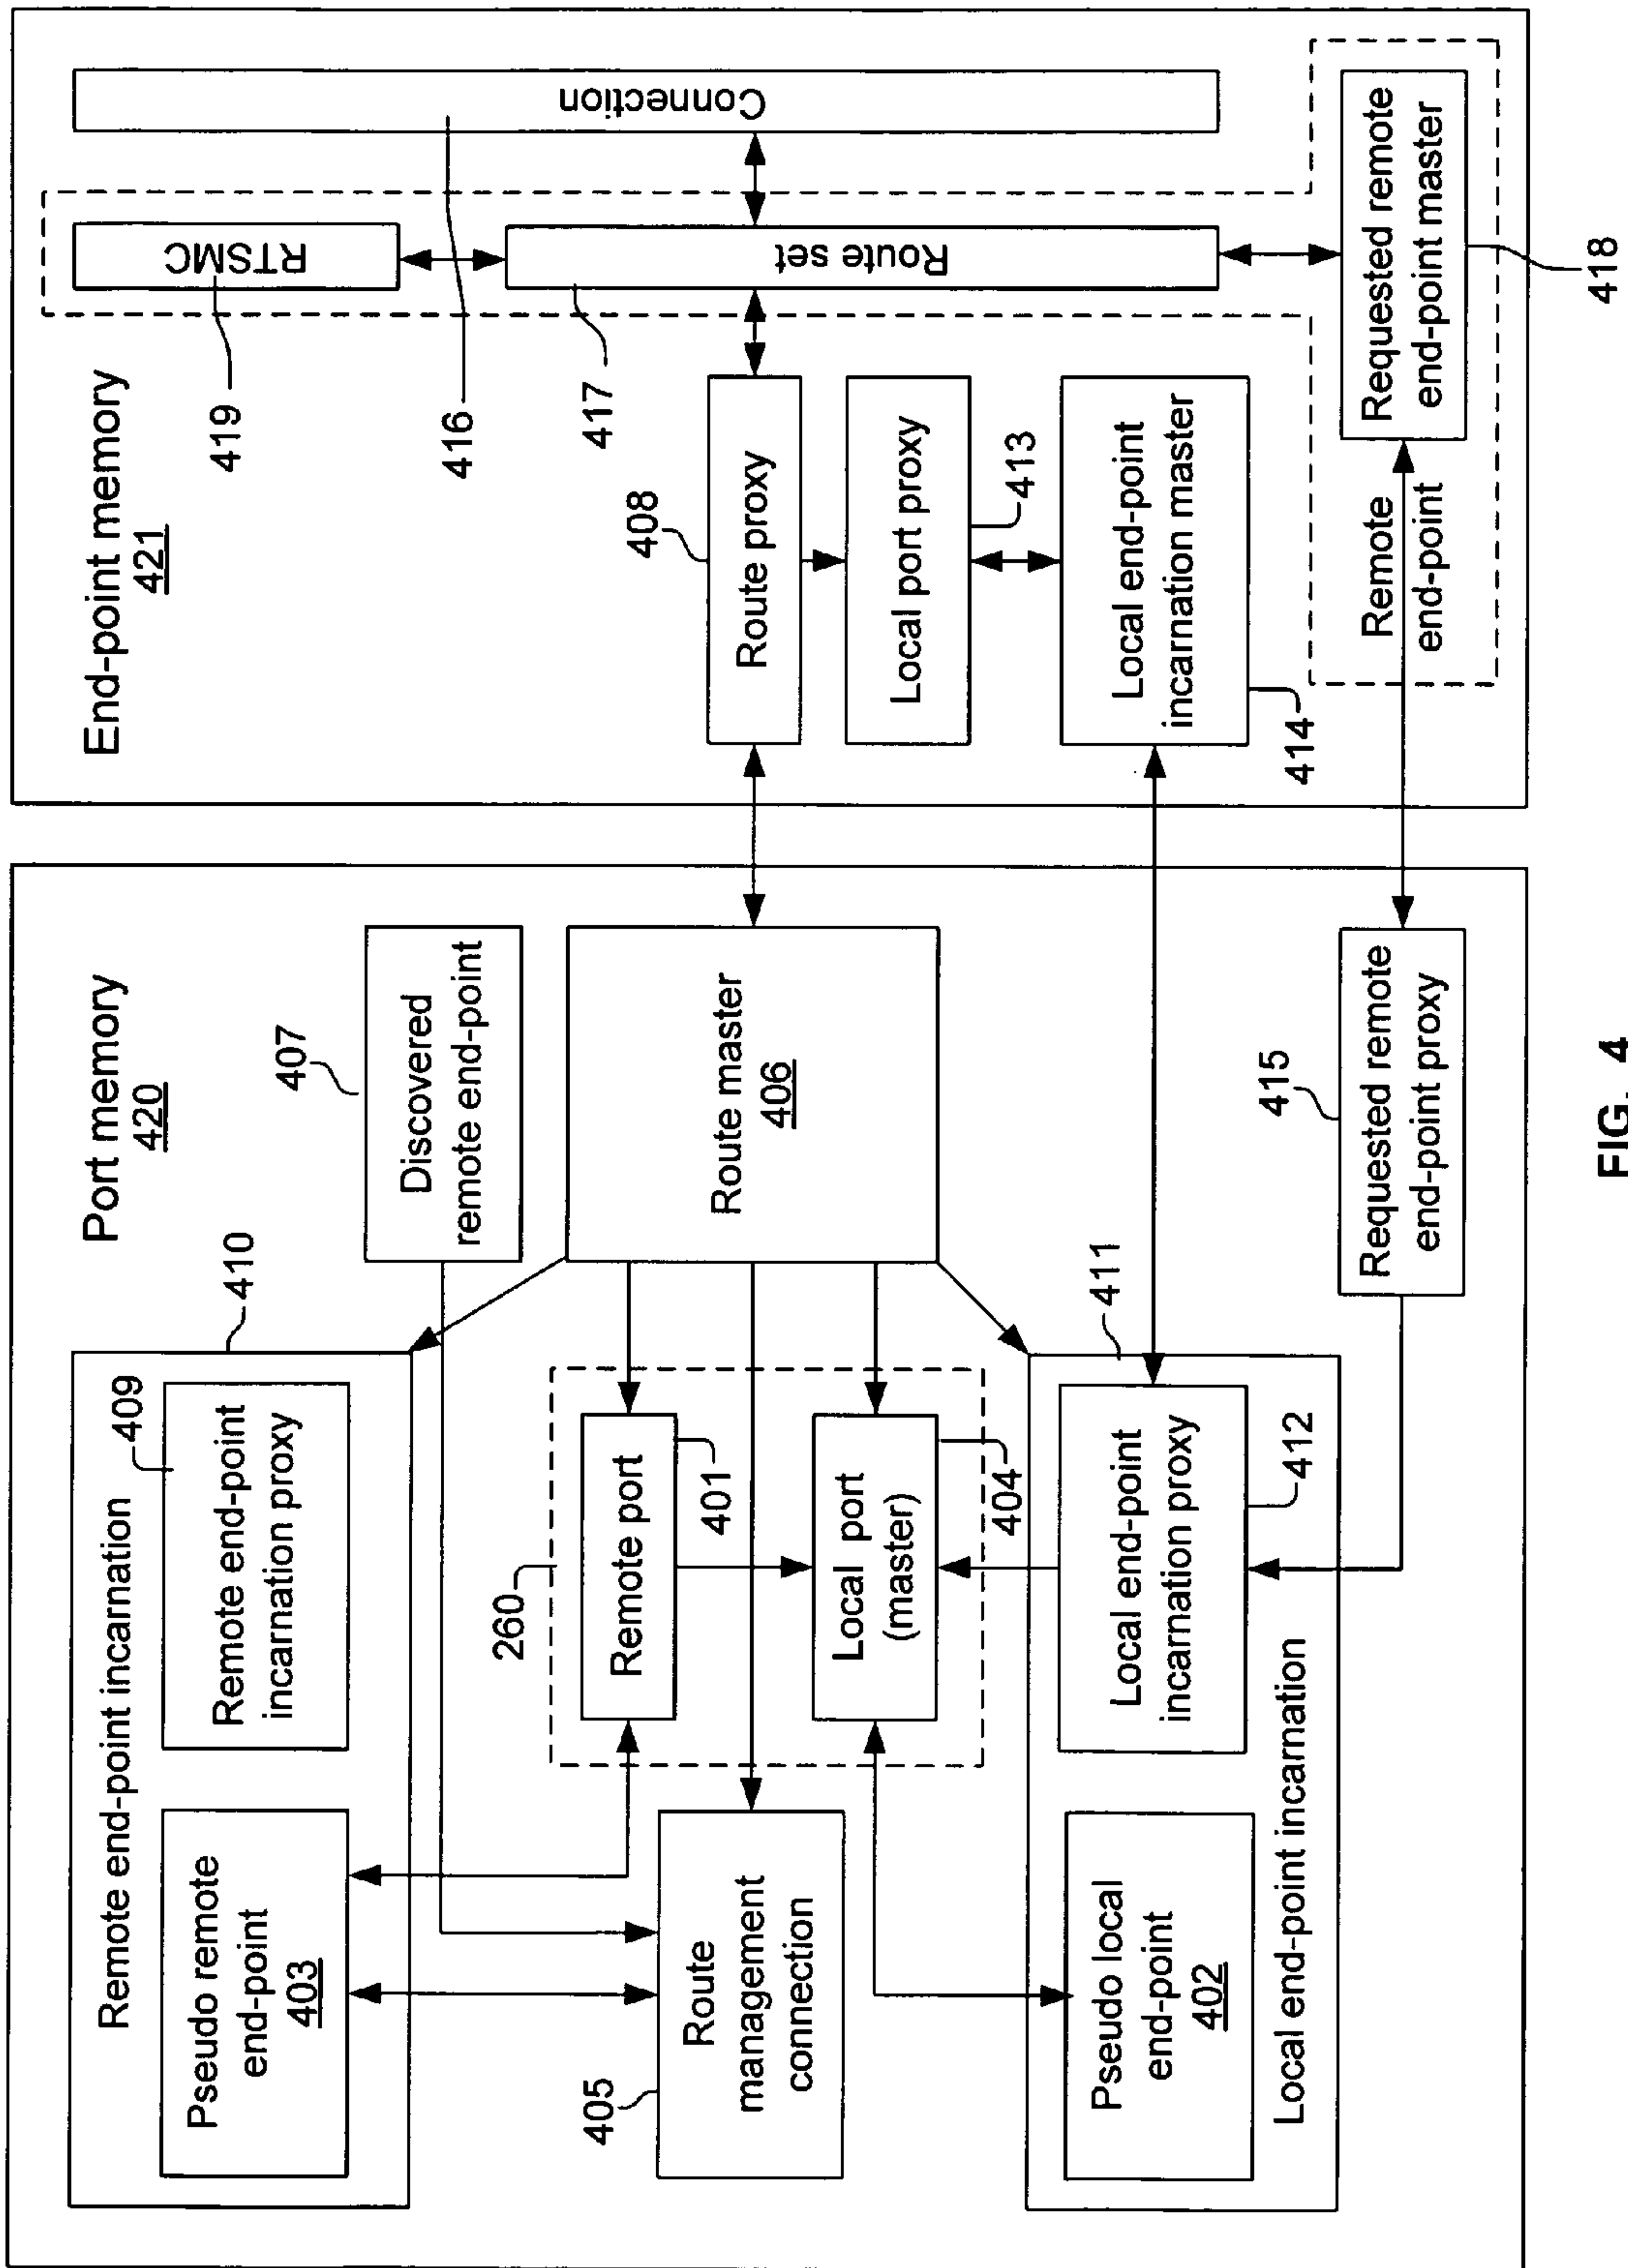 Port memory
420
Remote end-point incarnation
410
Pseudo remote
end-point
403
409
Remote end-point
incarnation proxy
407
Discovered
remote end-point
405
Route
management
connection
260
Remote port
401
Local port
(master)
404
Route master
406
411
Pseudo local
end-point
402
Local end-point
incarnation proxy
412
Local end-point incarnation
415
Requested remote
end-point proxy
End-point memory
421
419
RTSMC
416
Connection
417
Route set
408
Route proxy
Local port proxy
413
Local end-point
incarnation master
414
Remote
end-point
Requested remote
end-point master
418
FIG. 4